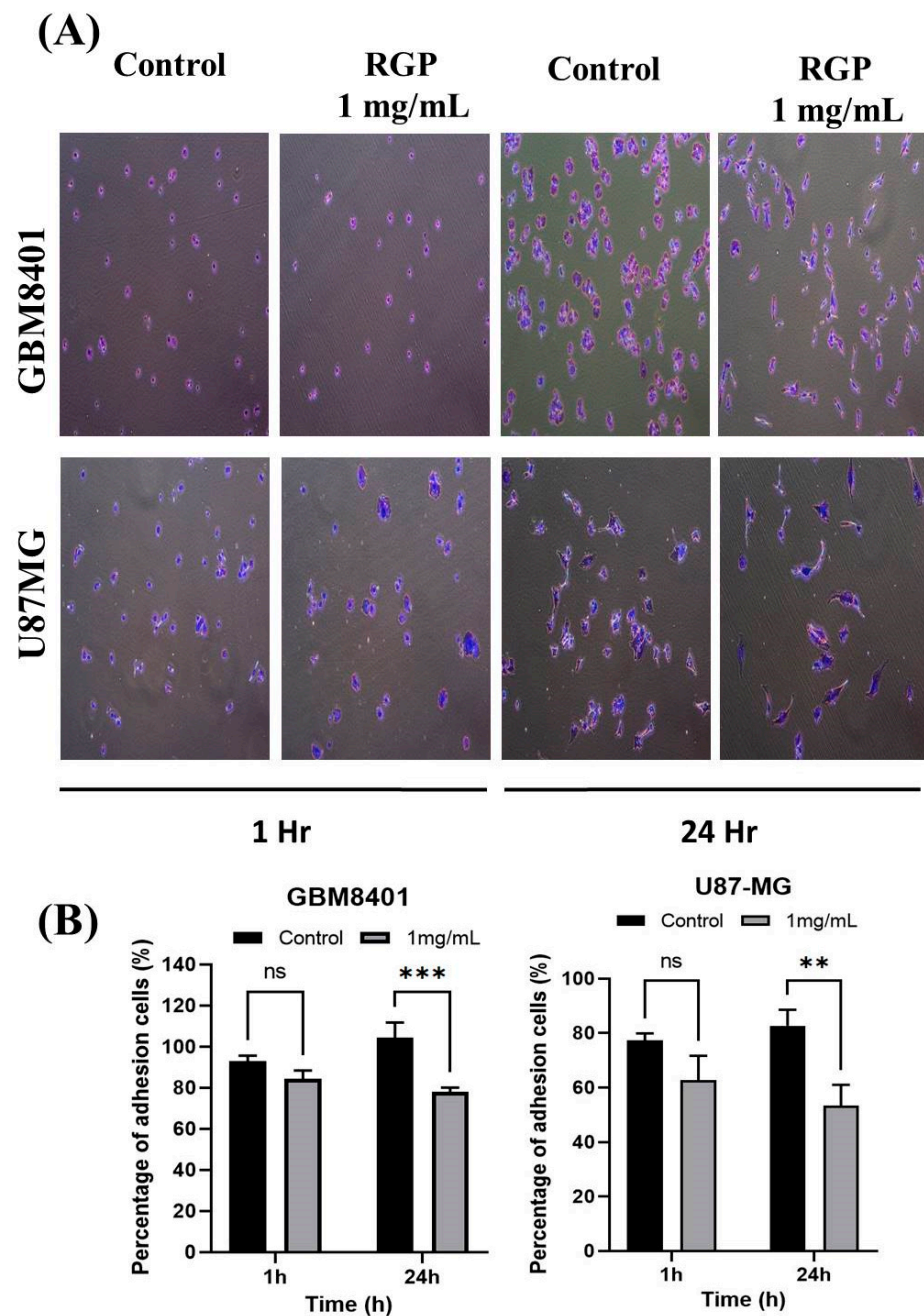 (A)
Control
RGP
1 mg/mL
Control
RGP
1 mg/mL
GBM8401
U87MG
1 Hr
24 Hr
(B)
GBM8401
Control
1mg/mL
Percentage of adhesion cells (%)
140
120
100
80
60
40
20
0
ns
***
1h
24h
Time (h)
U87-MG
Control
1mg/mL
Percentage of adhesion cells (%)
100
80
60
40
20
0
ns
**
1h
24h
Time (h)